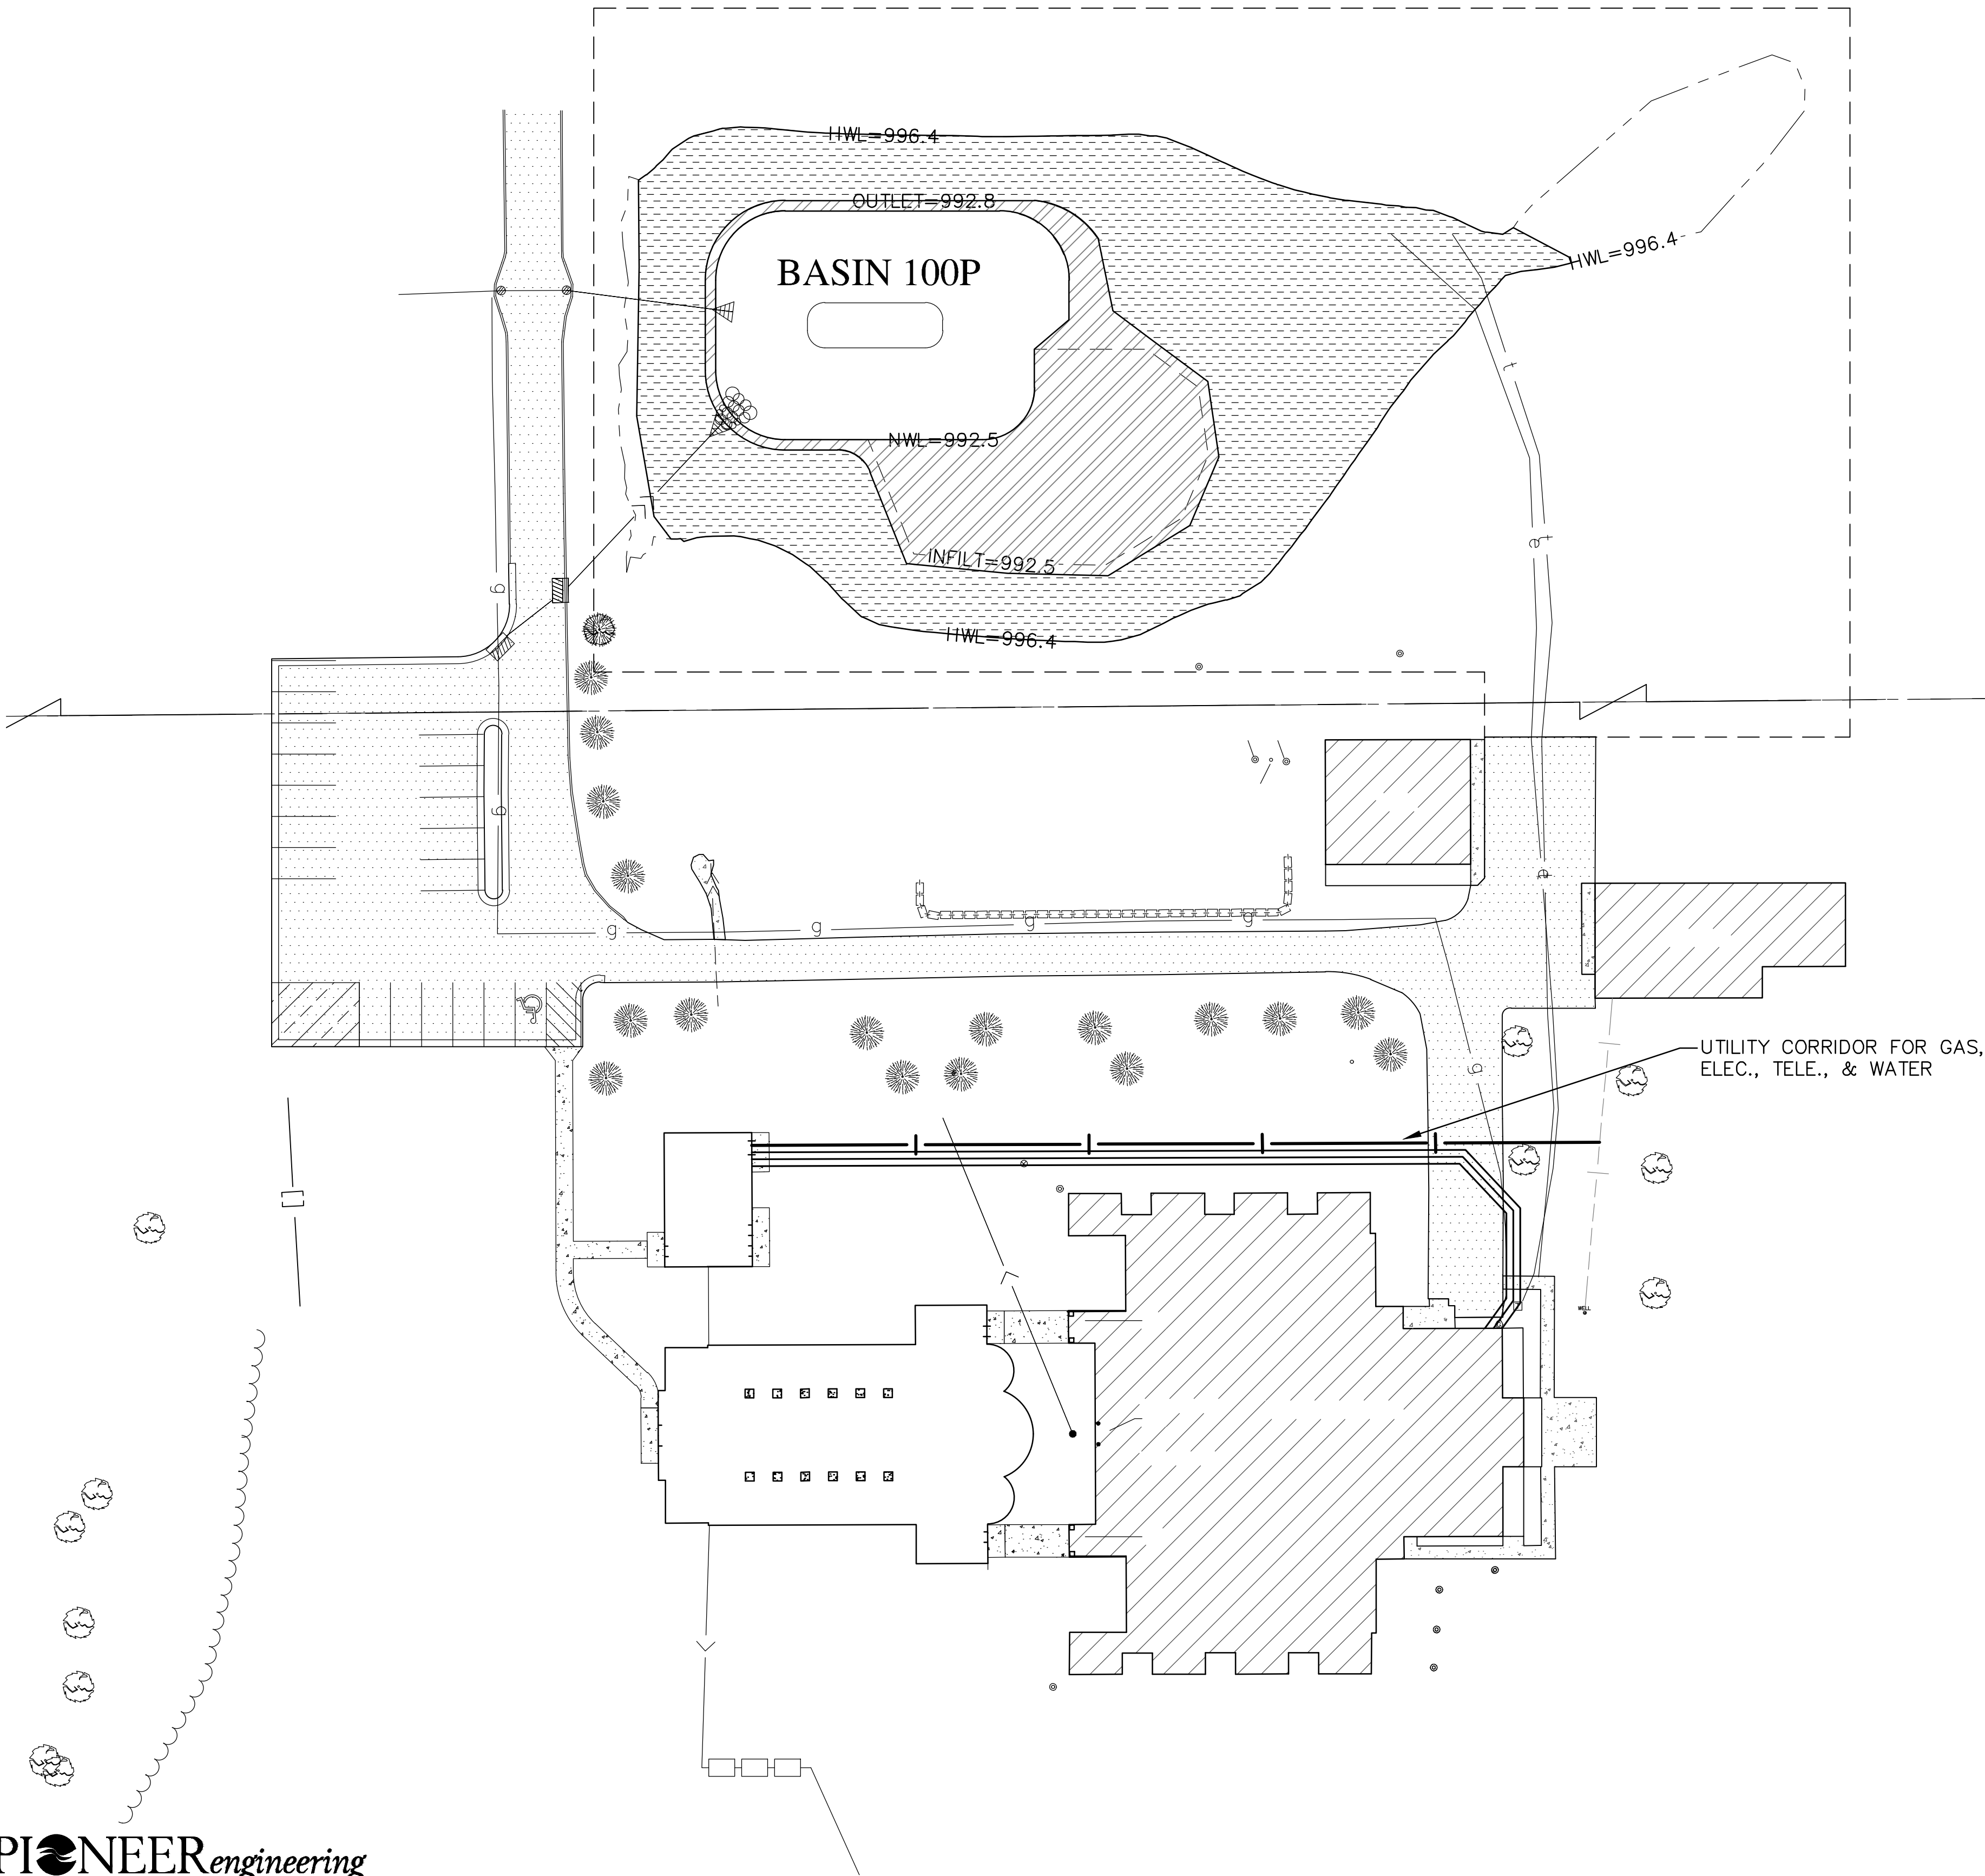 HWL=996.4
OUTLET=992.8
BASIN 100P
HWL=996.4
NWL=992.5
iNFILT=992.5
HWL=996.4
t
t
e
g
g
e
g
g
g
g
g
UTILITY CORRIDOR FOR GAS,
ELEC., TELE., & WATER
WELL
PIONEERengineering